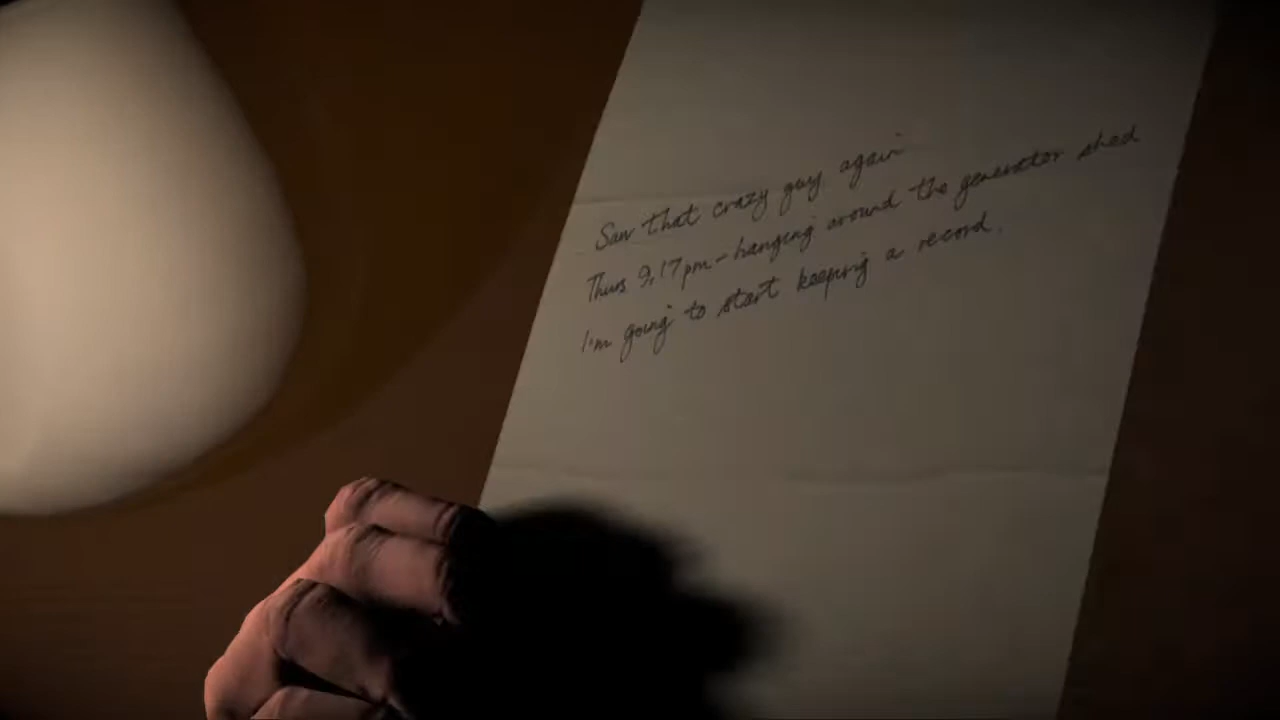 Saw that crazy guy again
Thurs 9,17pm - hanging around the generator shed
I'm going to start keeping a record.